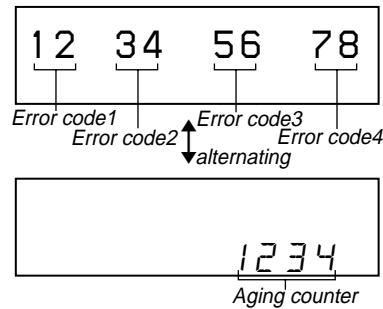 12 34 56 78
Error code1 Error code3
Error code2 Error code4
alternating
1234
Aging counter